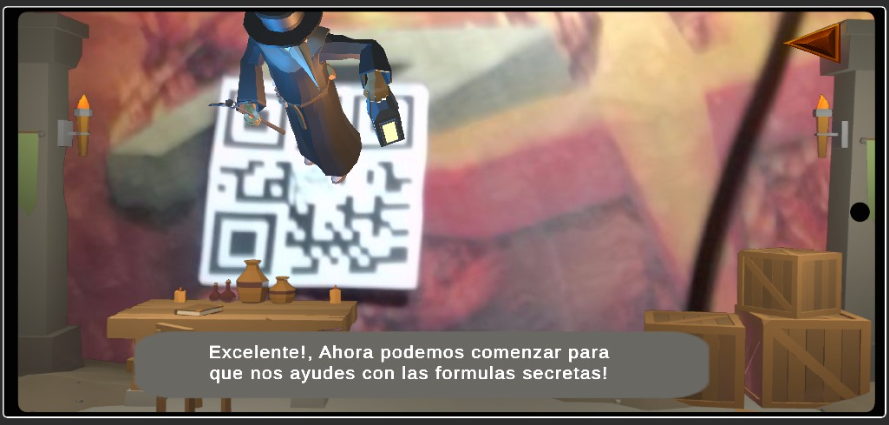 Excelente!, Ahora podemos comenzar para
que nos ayudes con las formulas secretas!